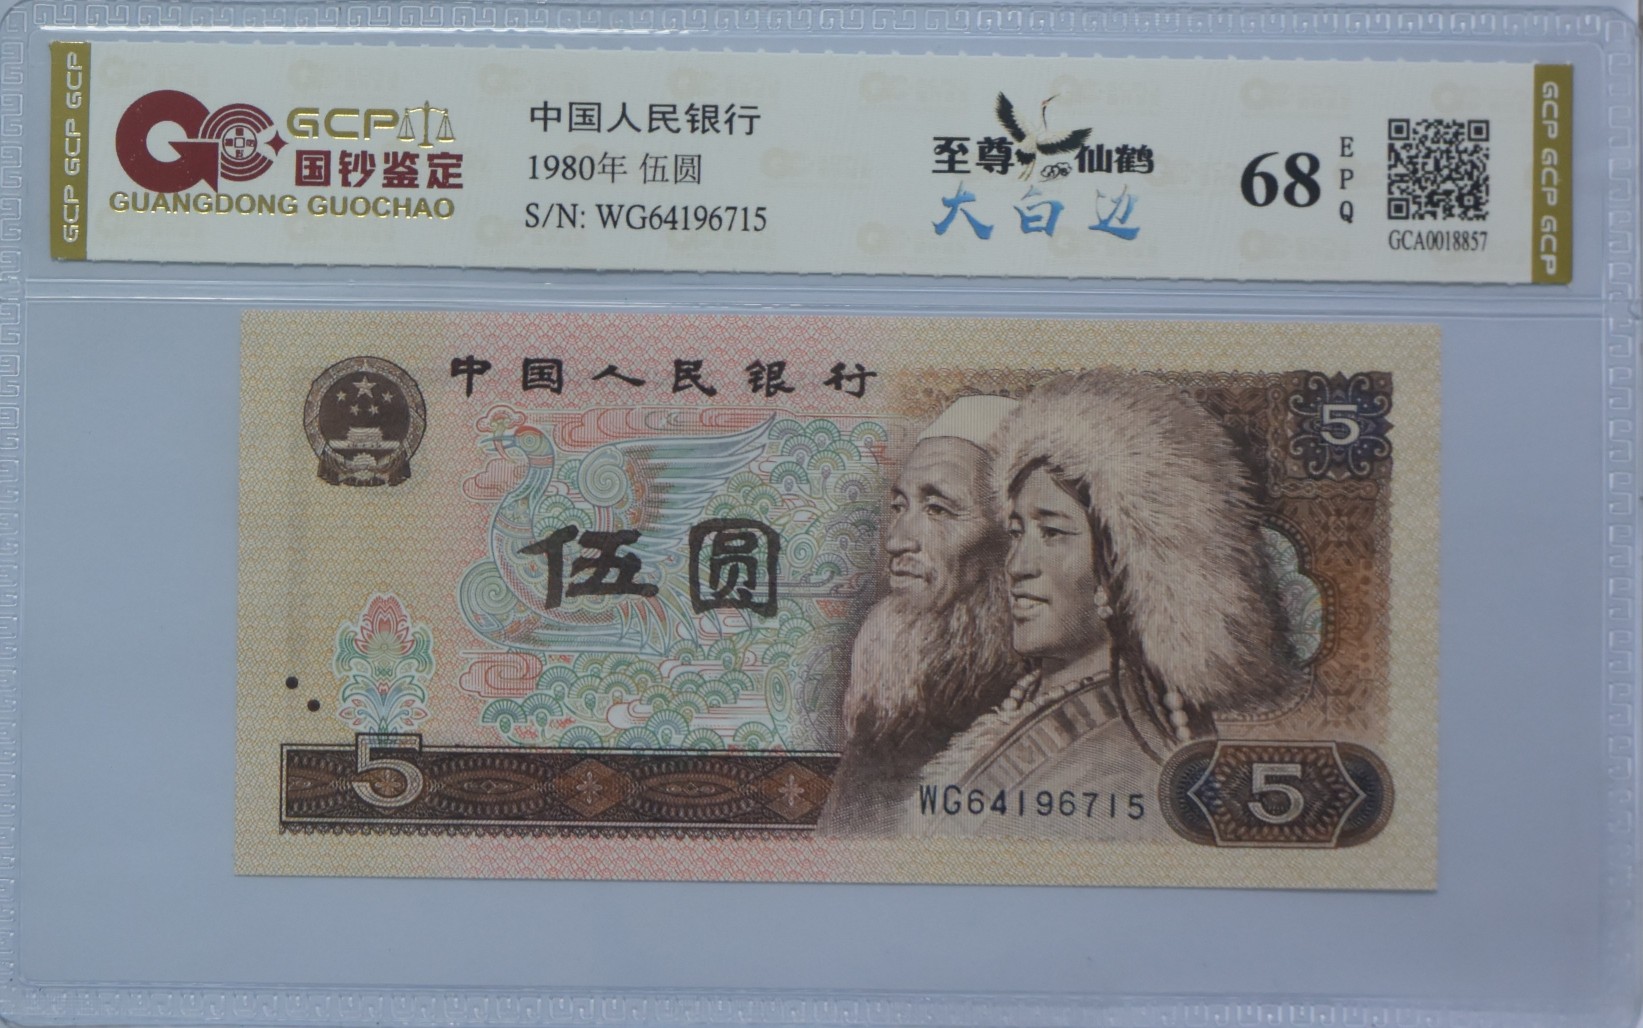 GCP GCP GCP
GCP
国钞鉴定
GUANGDONG GUOCHAO
中国人民银行
1980年 伍圆
S/N: WG64196715
至尊 仙鹤
大白边
68
EPQ
GCA0018857
GCP GCP GCP
中国人民银行
5
伍圆
5
WG64196715
5